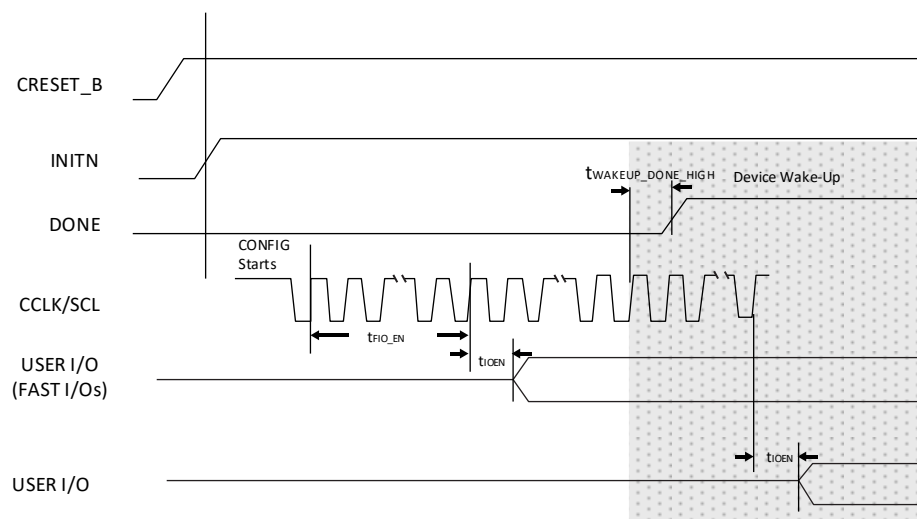 CRESET_B
INITN
tWAKEUP_DONE_HIGH
Device Wake-Up
DONE
CONFIG
Starts
CCLK/SCL
tFIO_EN
USER I/O
(FAST I/Os)
tIOEN
tIOEN
USER I/O